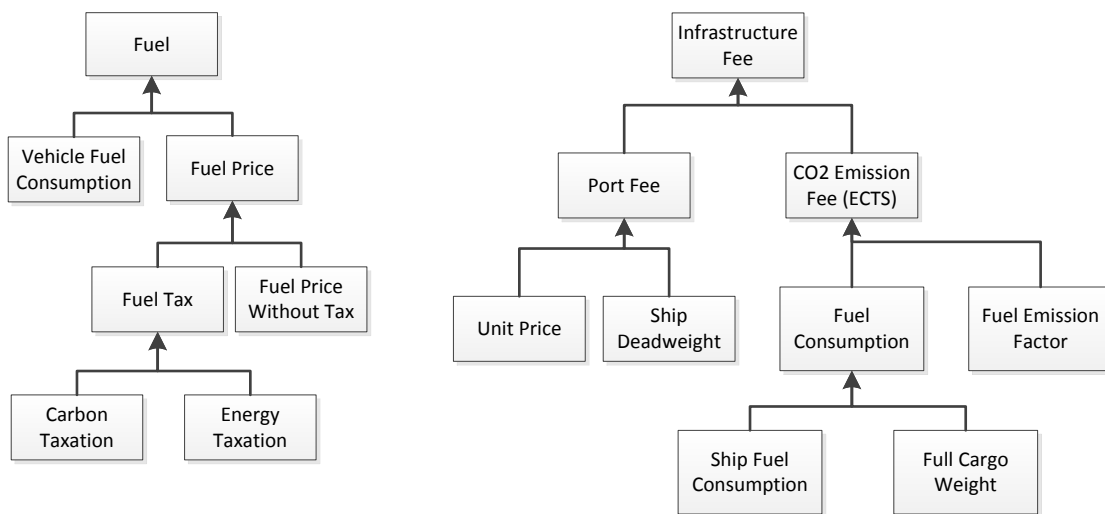 Fuel
Vehicle Fuel
Consumption
Fuel Price
Fuel Tax
Fuel Price
Without Tax
Carbon
Taxation
Energy
Taxation
Infrastructure
Fee
Port Fee
CO2 Emission
Fee (ECTS)
Unit Price
Ship
Deadweight
Fuel
Consumption
Fuel Emission
Factor
Ship Fuel
Consumption
Full Cargo
Weight